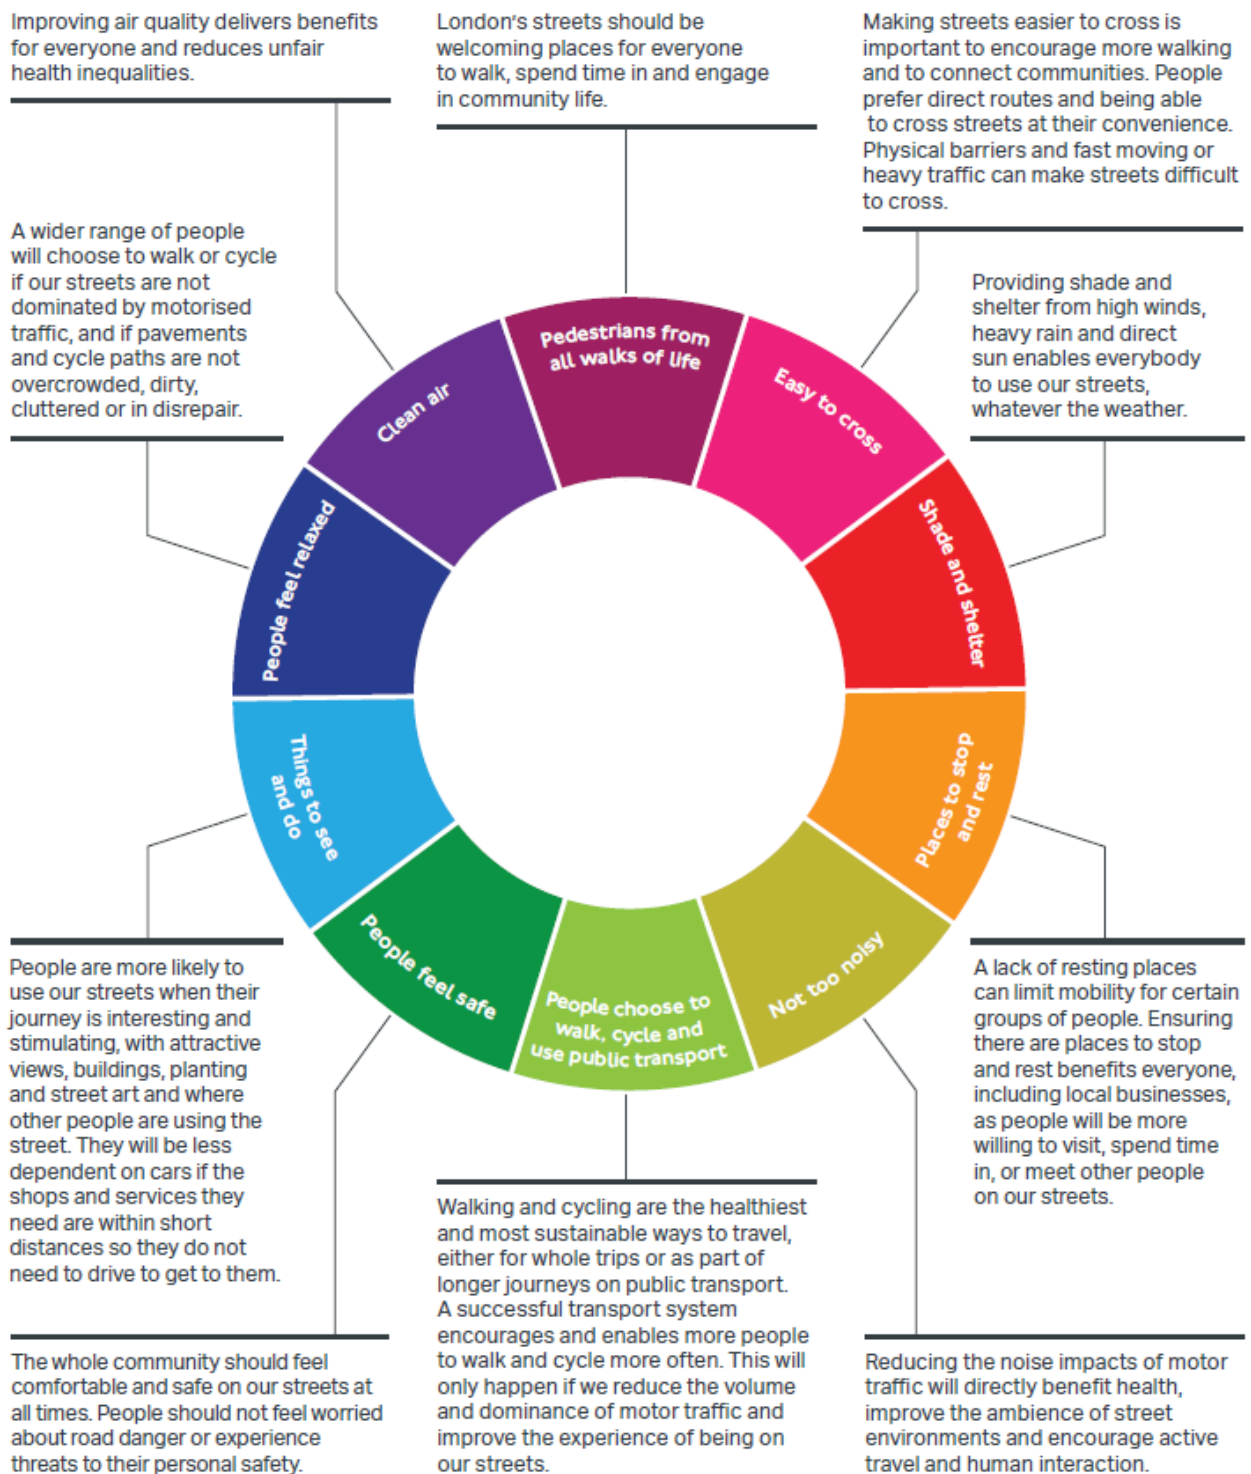 Improving air quality delivers benefits
for everyone and reduces unfair
health inequalities.
London's streets should be
welcoming places for everyone
to walk, spend time in and engage
in community life.
Making streets easier to cross is
important to encourage more walking
and to connect communities. People
prefer direct routes and being able
to cross streets at their convenience.
Physical barriers and fast moving or
heavy traffic can make streets difficult
to cross.
A wider range of people
will choose to walk or cycle
if our streets are not
dominated by motorised
traffic, and if pavements
and cycle paths are not
overcrowded, dirty,
cluttered or in disrepair.
Providing shade and
shelter from high winds,
heavy rain and direct
sun enables everybody
to use our streets,
whatever the weather.
Pedestrians from
all walks of life
Easy to cross
Shade and shelter
Places to stop
and rest
Not too noisy
People choose to
walk, cycle and
use public transport
People feel safe
Things to see
and do
People feel relaxed
Clean air
People are more likely to
use our streets when their
journey is interesting and
stimulating, with attractive
views, buildings, planting
and street art and where
other people are using the
street. They will be less
dependent on cars if the
shops and services they
need are within short
distances so they do not
need to drive to get to them.
A lack of resting places
can limit mobility for certain
groups of people. Ensuring
there are places to stop
and rest benefits everyone,
including local businesses,
as people will be more
willing to visit, spend time
in, or meet other people
on our streets.
The whole community should feel
comfortable and safe on our streets at
all times. People should not feel worried
about road danger or experience
threats to their personal safety.
Walking and cycling are the healthiest
and most sustainable ways to travel,
either for whole trips or as part of
longer journeys on public transport.
A successful transport system
encourages and enables more people
to walk and cycle more often. This will
only happen if we reduce the volume
and dominance of motor traffic and
improve the experience of being on
our streets.
Reducing the noise impacts of motor
traffic will directly benefit health,
improve the ambience of street
environments and encourage active
travel and human interaction.